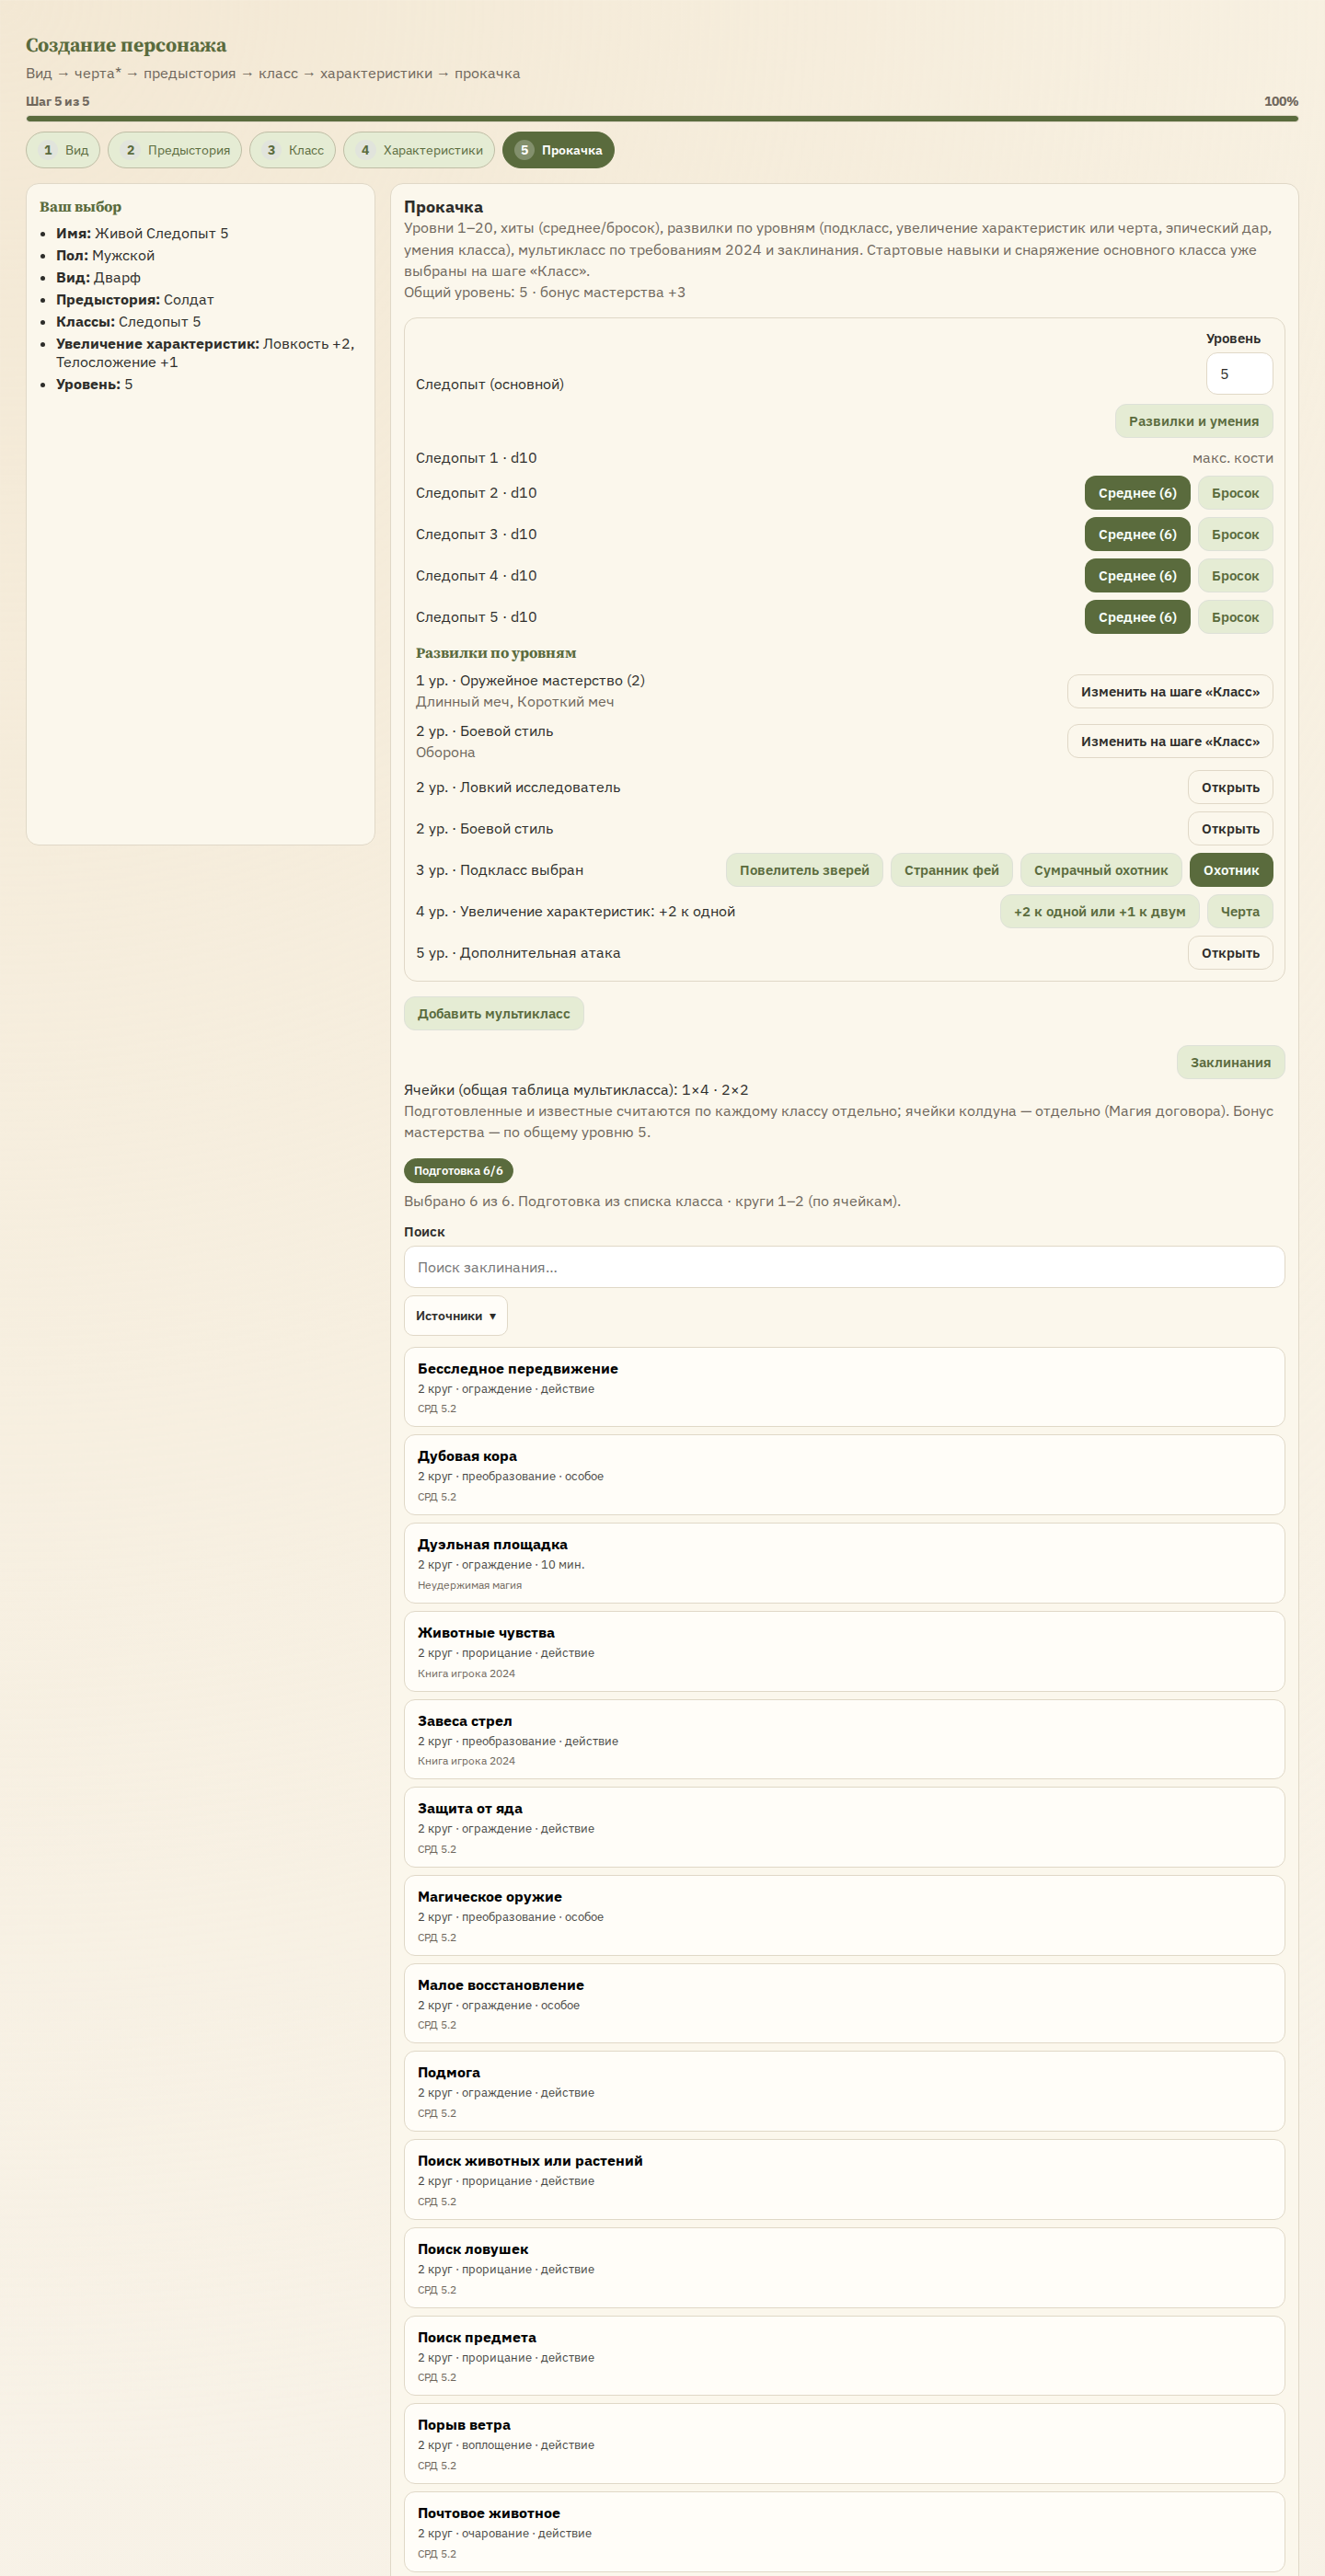 Создание персонажа
Вид → черта* → предыстория → класс → характеристики → прокачка
Шаг 5 из 5
100%
1 Вид
2 Предыстория
3 Класс
4 Характеристики
5 Прокачка
Ваш выбор
• Имя: Живой Следопыт 5
• Пол: Мужской
• Вид: Дварф
• Предыстория: Солдат
• Классы: Следопыт 5
• Увеличение характеристик: Ловкость +2,
Телосложение +1
• Уровень: 5
Прокачка
Уровни 1–20, хиты (среднее/бросок), развилки по уровням (подкласс, увеличение характеристик или черта, эпический дар,
умения класса), мультикласс по требованиям 2024 и заклинания. Стартовые навыки и снаряжение основного класса уже
выбраны на шаге «Класс».
Общий уровень: 5 · бонус мастерства +3
Уровень
Следопыт (основной)
5
Развилки и умения
Следопыт 1 · d10
макс. кости
Следопыт 2 · d10
Среднее (6)
Бросок
Следопыт 3 · d10
Среднее (6)
Бросок
Следопыт 4 · d10
Среднее (6)
Бросок
Следопыт 5 · d10
Среднее (6)
Бросок
Развилки по уровням
1 ур. · Оружейное мастерство (2)
Длинный меч, Короткий меч
Изменить на шаге «Класс»
2 ур. · Боевой стиль
Оборона
Изменить на шаге «Класс»
2 ур. · Ловкий исследователь
Открыть
2 ур. · Боевой стиль
Открыть
3 ур. · Подкласс выбран
Повелитель зверей
Странник фей
Сумрачный охотник
Охотник
4 ур. · Увеличение характеристик: +2 к одной
+2 к одной или +1 к двум
Черта
5 ур. · Дополнительная атака
Открыть
Добавить мультикласс
Заклинания
Ячейки (общая таблица мультикласса): 1×4 · 2×2
Подготовленные и известные считаются по каждому классу отдельно; ячейки колдуна — отдельно (Магия договора). Бонус
мастерства — по общему уровню 5.
Подготовка 6/6
Выбрано 6 из 6. Подготовка из списка класса · круги 1–2 (по ячейкам).
Поиск
Поиск заклинания...
Источники ▾
Бесследное передвижение
2 круг · ограждение · действие
СРД 5.2
Дубовая кора
2 круг · преобразование · особое
СРД 5.2
Дуэльная площадка
2 круг · ограждение · 10 мин.
Неудержимая магия
Животные чувства
2 круг · прорицание · действие
Книга игрока 2024
Завеса стрел
2 круг · преобразование · действие
Книга игрока 2024
Защита от яда
2 круг · ограждение · действие
СРД 5.2
Магическое оружие
2 круг · преобразование · особое
СРД 5.2
Малое восстановление
2 круг · ограждение · особое
СРД 5.2
Подмога
2 круг · ограждение · действие
СРД 5.2
Поиск животных или растений
2 круг · прорицание · действие
СРД 5.2
Поиск ловушек
2 круг · прорицание · действие
СРД 5.2
Поиск предмета
2 круг · прорицание · действие
СРД 5.2
Порыв ветра
2 круг · воплощение · действие
СРД 5.2
Почтовое животное
2 круг · очарование · действие
СРД 5.2